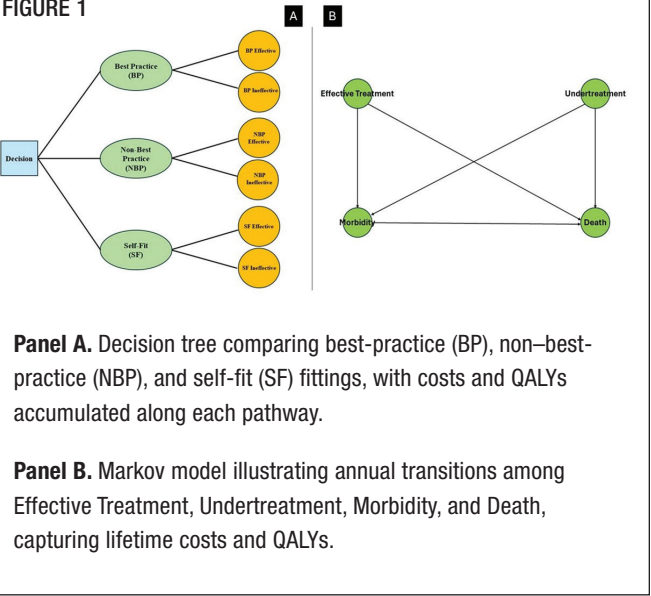 FIGURE 1
A
B
Decision
Best Practice
(BP)
Non-Best
Practice
(NBP)
Self-Fit
(SF)
BP Effective
BP Ineffective
NBP
Effective
NBP
Ineffective
SF Effective
SF Ineffective
Effective Treatment
Undertreatment
Morbidity
Death
Panel A. Decision tree comparing best-practice (BP), non–best-
practice (NBP), and self-fit (SF) fittings, with costs and QALYs
accumulated along each pathway.
Panel B. Markov model illustrating annual transitions among
Effective Treatment, Undertreatment, Morbidity, and Death,
capturing lifetime costs and QALYs.